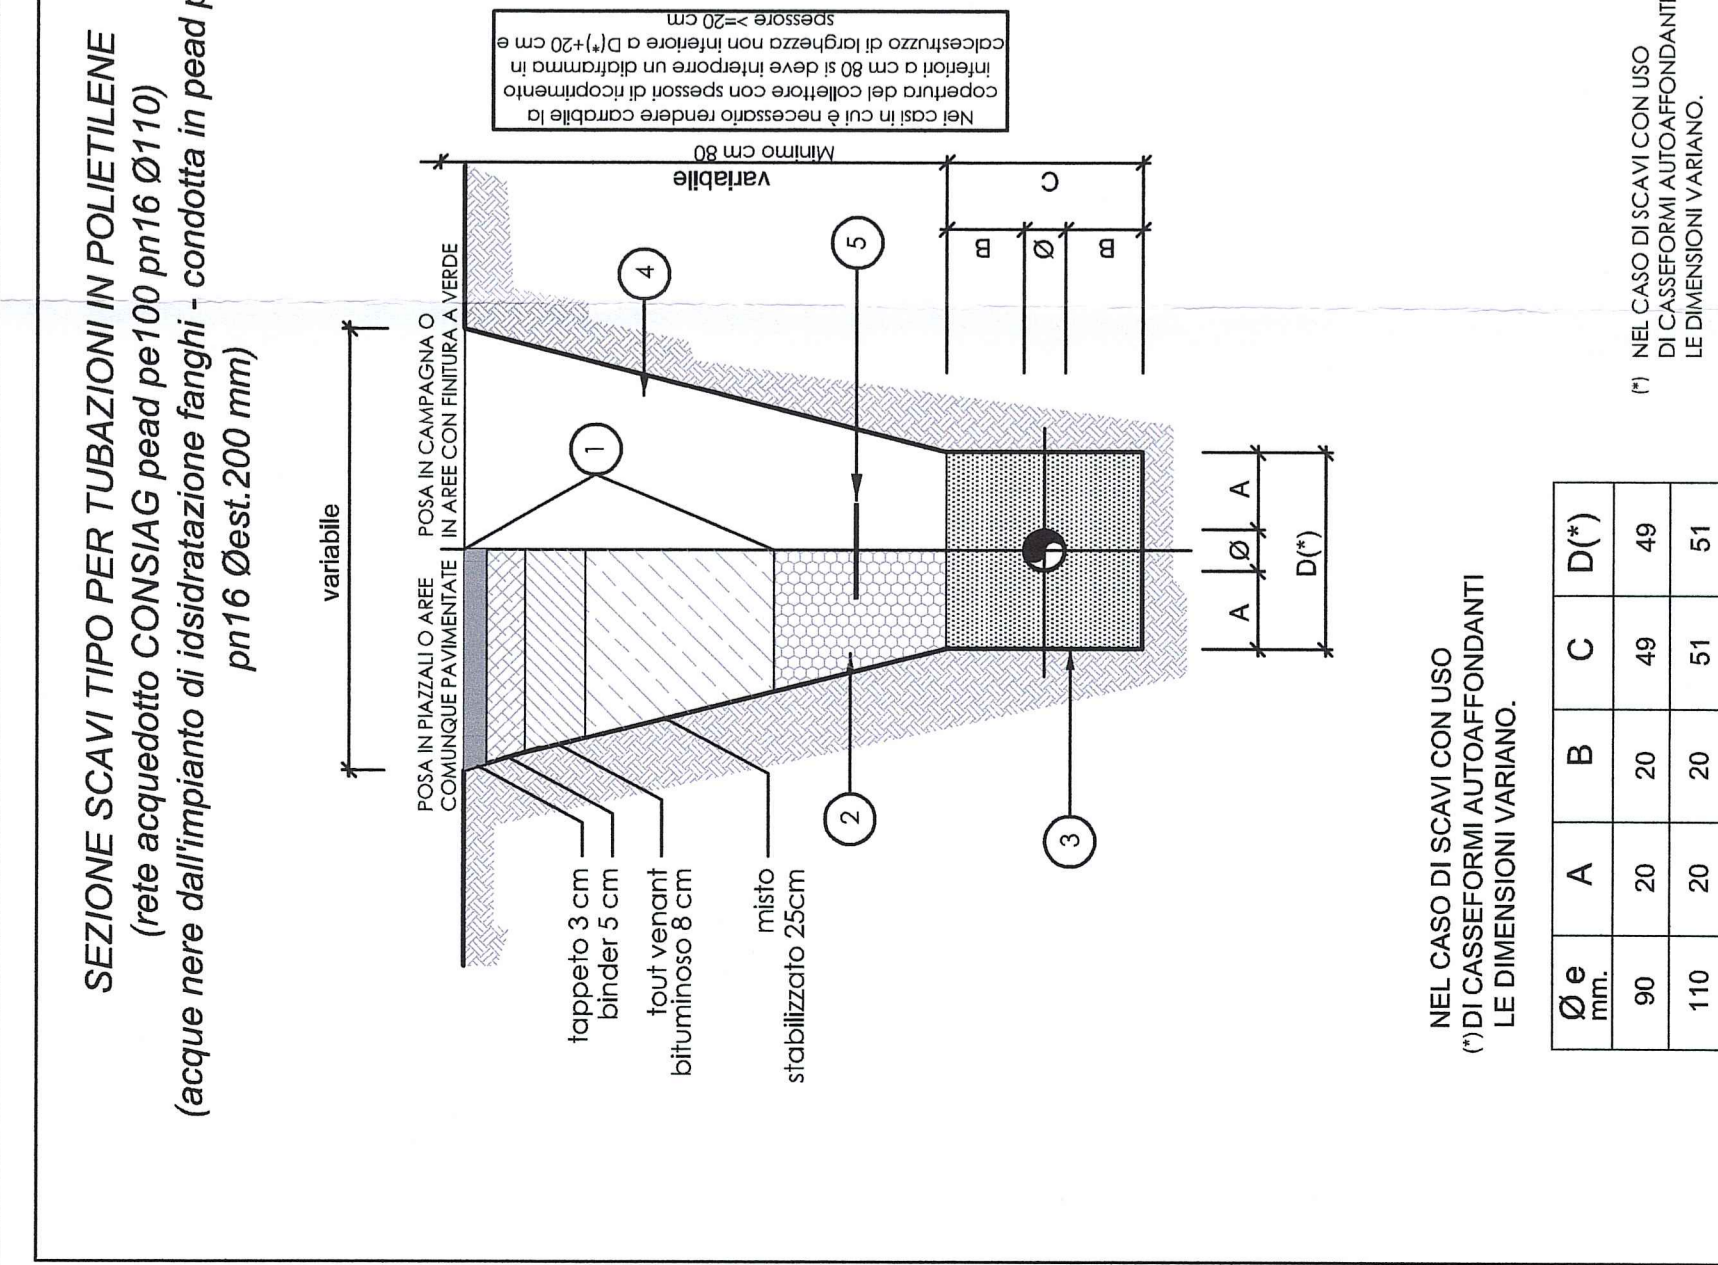 SEZIONE SCAVI TIPO PER TUBAZIONI IN POLIETILENE
(rete acquedotto CONSIAG pead pe100 pn16 Ø110)
(acque nere dall'impianto di idsidratazione fanghi - condotta in pead
pn16 Øest.200 mm)
variabile
POSA IN PIAZZALI O AREE
COMUNQUE PAVIMENTATE
POSA IN CAMPAGNA O
IN AREE CON FINITURA A VERDE
1
4
5
2
3
tappeto 3 cm
binder 5 cm
tout venant
bituminoso 8 cm
misto
stabilizzato 25cm
Nei casi in cui è necessario rendere carrabile la
copertura del collettore con spessori di ricoprimento
inferiori a cm 80 si deve interporre un diaframma in
calcestruzzo di larghezza non inferiore a D(*)+20 cm e
spessore >=20 cm
Minimo cm 80
variabile
C
B
Ø
B
A
Ø
A
D(*)
NEL CASO DI SCAVI CON USO
(*)DI CASSEFORMI AUTOAFFONDANTI
LE DIMENSIONI VARIANO.
(*) NEL CASO DI SCAVI CON USO
DI CASSEFORMI AUTOAFFONDANTI
LE DIMENSIONI VARIANO.
Ø e mm. A B C D(*)
90 20 20 49 49
110 20 20 51 51